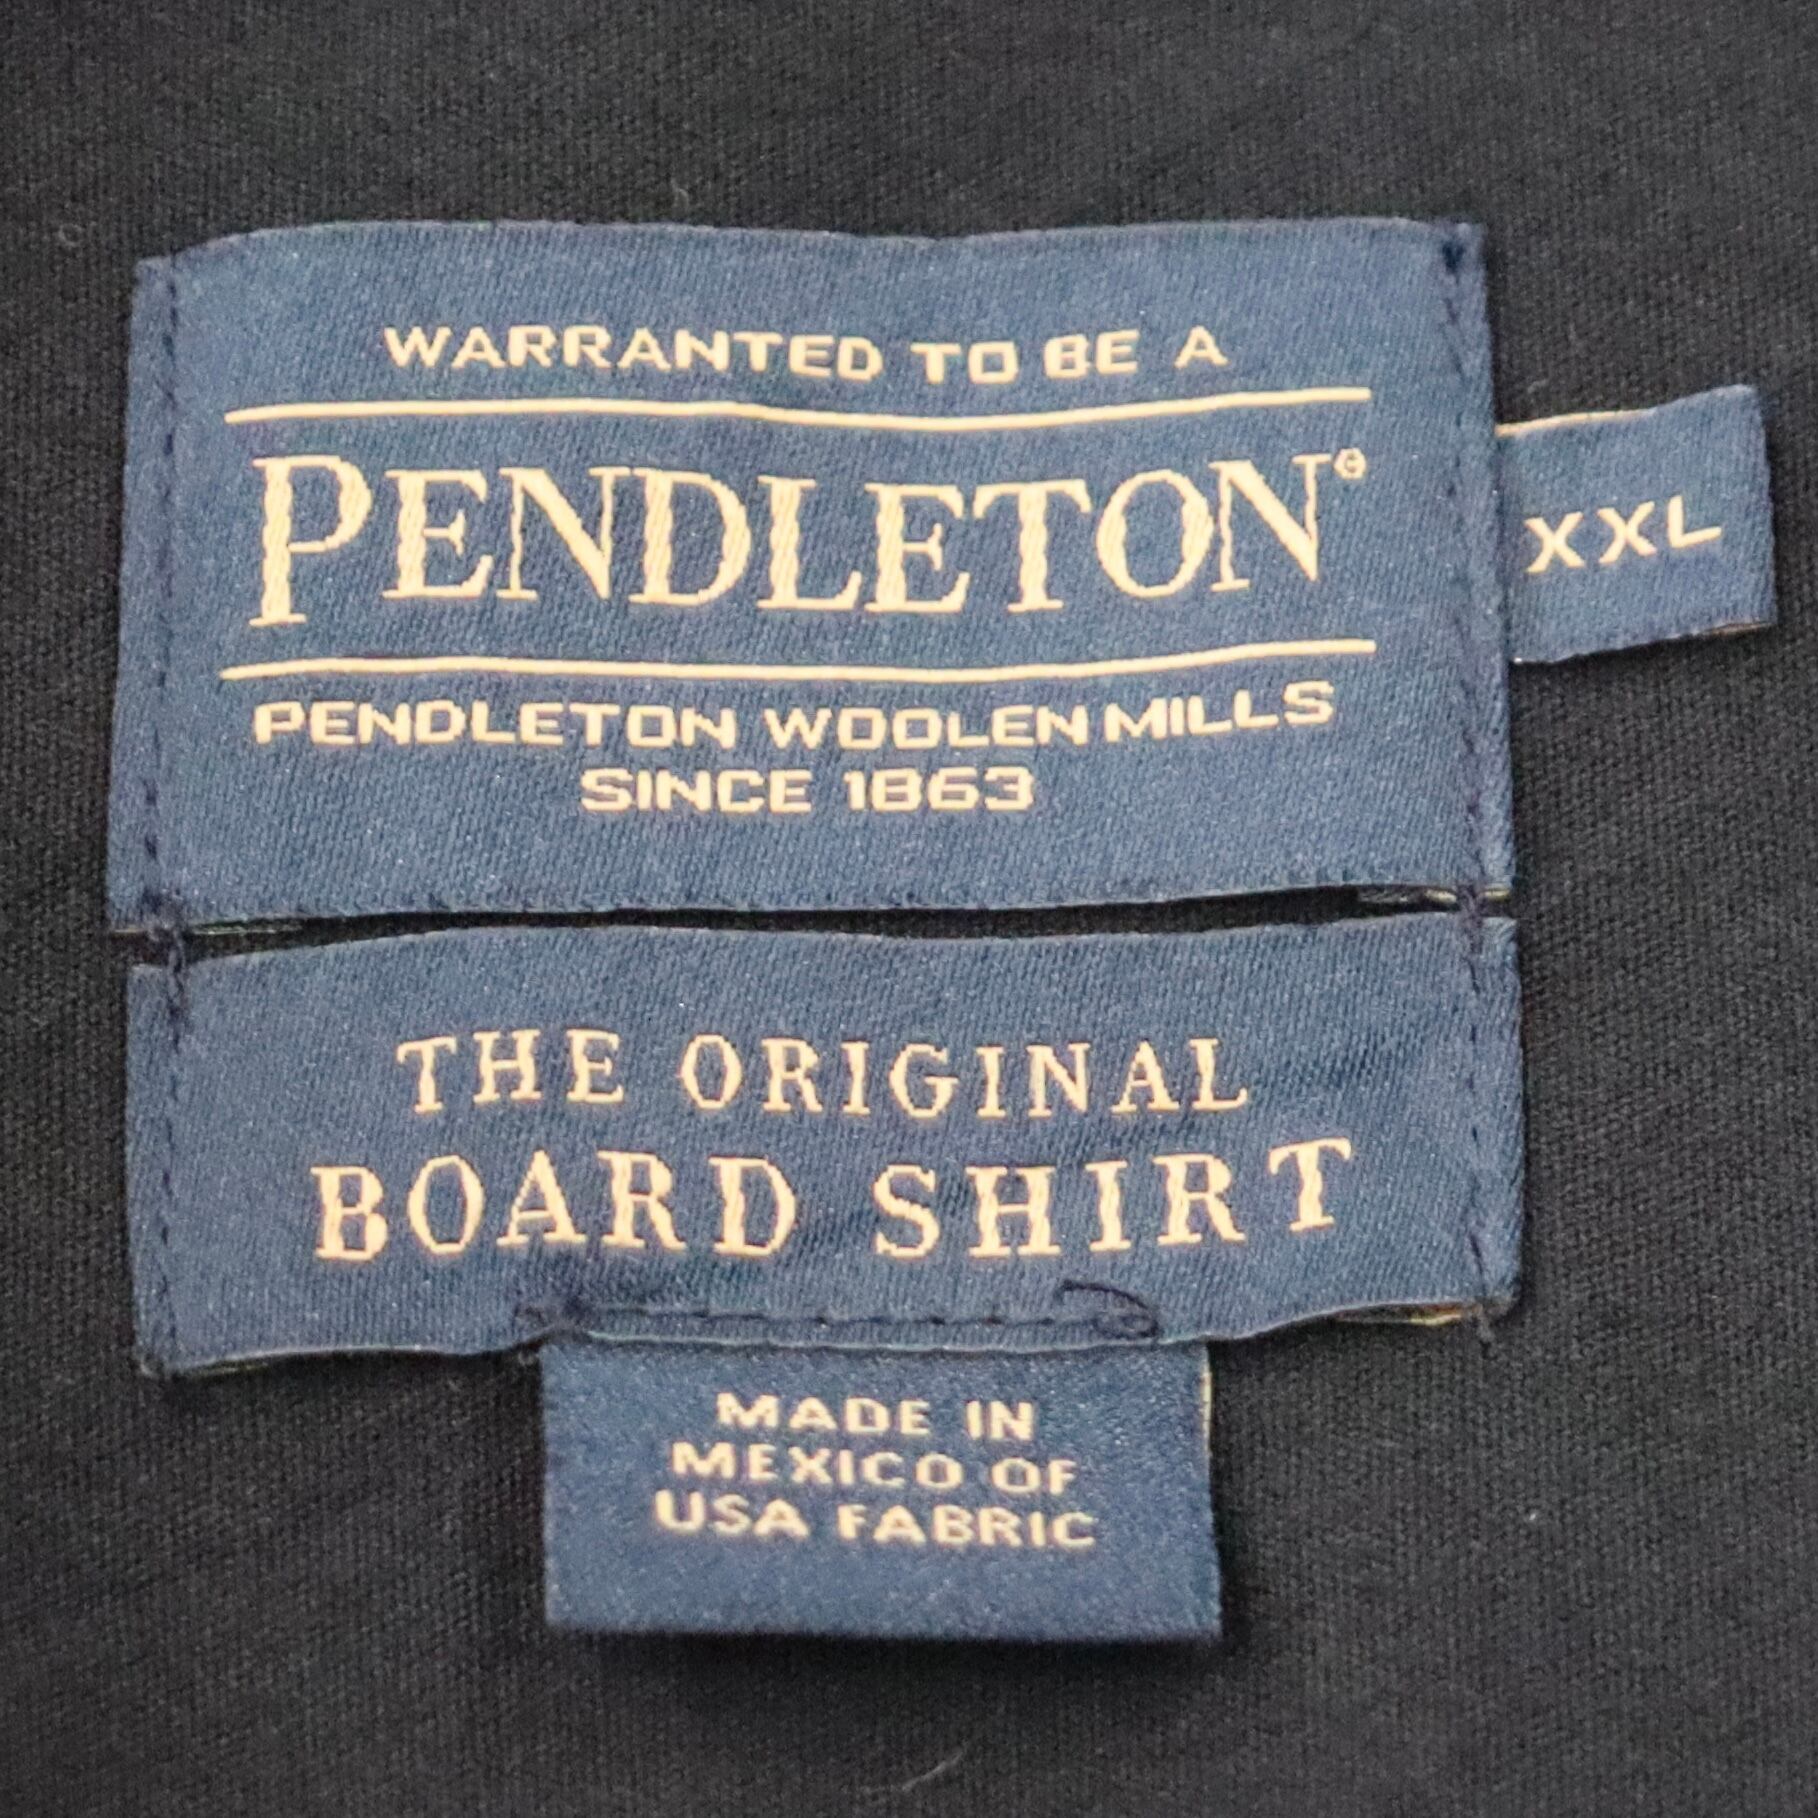 WARRANTED TO BE A
PENDLETON®
PENDLETON WOOLEN MILLS
SINCE 1863
XXL
THE ORIGINAL
BOARD SHIRT
MADE IN
MEXICO OF
USA FABRIC